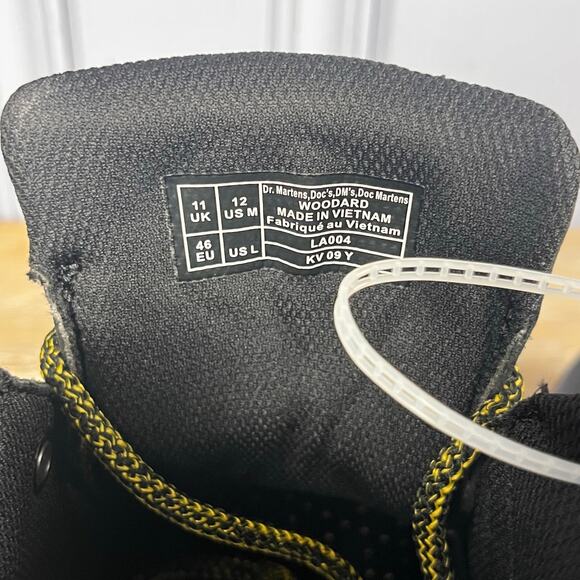 11
UK
12
US M
46
EU
US L
Dr. Martens,Doc's,DM's,Doc Martens
WOODARD
MADE IN VIETNAM
Fabriqué au Vietnam
LA004
KV 09 Y